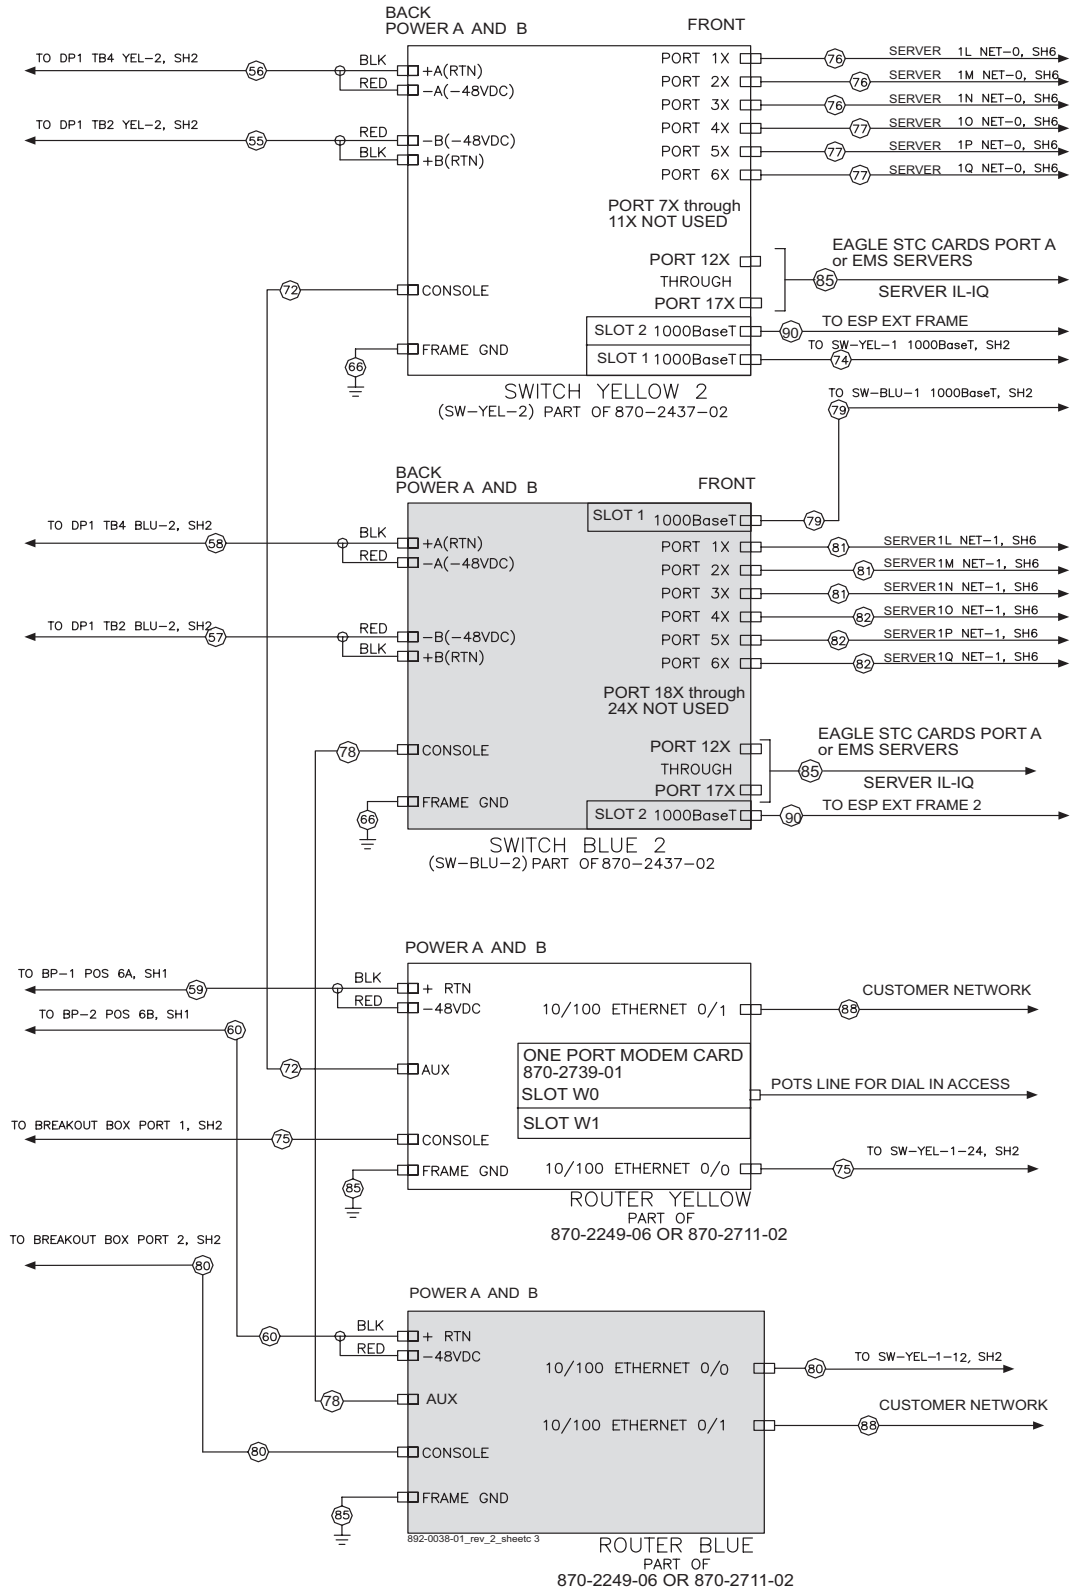 BACK
POWER A AND B
FRONT
TO DP1 TB4 YEL-2, SH2
56
BLK
RED
+A(RTN)
-A(-48VDC)
TO DP1 TB2 YEL-2, SH2
55
RED
BLK
-B(-48VDC)
+B(RTN)
PORT 1X
76
SERVER 1L NET-0, SH6
PORT 2X
76
SERVER 1M NET-0, SH6
PORT 3X
76
SERVER 1N NET-0, SH6
PORT 4X
77
SERVER 1O NET-0, SH6
PORT 5X
77
SERVER 1P NET-0, SH6
PORT 6X
77
SERVER 1Q NET-0, SH6
PORT 7X through
11X NOT USED
PORT 12X
THROUGH
PORT 17X
85
EAGLE STC CARDS PORT A
or EMS SERVERS
SERVER IL-IQ
72
CONSOLE
SLOT 2 1000BaseT
90
TO ESP EXT FRAME
66
FRAME GND
SLOT 1 1000BaseT
74
TO SW-YEL-1 1000BaseT, SH2
SWITCH YELLOW 2
(SW-YEL-2) PART OF 870-2437-02
TO SW-BLU-1 1000BaseT, SH2
79
BACK
POWER A AND B
FRONT
SLOT 1 1000BaseT
79
TO DP1 TB4 BLU-2, SH2
58
BLK
RED
+A(RTN)
-A(-48VDC)
TO DP1 TB2 BLU-2, SH2
57
RED
BLK
-B(-48VDC)
+B(RTN)
PORT 1X
81
SERVER 1L NET-1, SH6
PORT 2X
81
SERVER 1M NET-1, SH6
PORT 3X
81
SERVER 1N NET-1, SH6
PORT 4X
82
SERVER 1O NET-1, SH6
PORT 5X
82
SERVER 1P NET-1, SH6
PORT 6X
82
SERVER 1Q NET-1, SH6
PORT 18X through
24X NOT USED
PORT 12X
THROUGH
PORT 17X
85
EAGLE STC CARDS PORT A
or EMS SERVERS
SERVER IL-IQ
78
CONSOLE
66
FRAME GND
SLOT 2 1000BaseT
90
TO ESP EXT FRAME 2
SWITCH BLUE 2
(SW-BLU-2) PART OF 870-2437-02
POWER A AND B
TO BP-1 POS 6A, SH1
59
BLK
RED
+ RTN
-48VDC
10/100 ETHERNET 0/1
88
CUSTOMER NETWORK
TO BP-2 POS 6B, SH1
60
ONE PORT MODEM CARD
870-2739-01
SLOT W0
SLOT W1
POTS LINE FOR DIAL IN ACCESS
72
AUX
TO BREAKOUT BOX PORT 1, SH2
75
CONSOLE
85
FRAME GND
10/100 ETHERNET 0/0
75
TO SW-YEL-1-24, SH2
ROUTER YELLOW
PART OF
870-2249-06 OR 870-2711-02
TO BREAKOUT BOX PORT 2, SH2
80
POWER A AND B
60
BLK
RED
+ RTN
-48VDC
10/100 ETHERNET 0/0
80
TO SW-YEL-1-12, SH2
78
AUX
10/100 ETHERNET 0/1
88
CUSTOMER NETWORK
80
CONSOLE
85
FRAME GND
892-0038-01_rev_2_sheetc 3
ROUTER BLUE
PART OF
870-2249-06 OR 870-2711-02